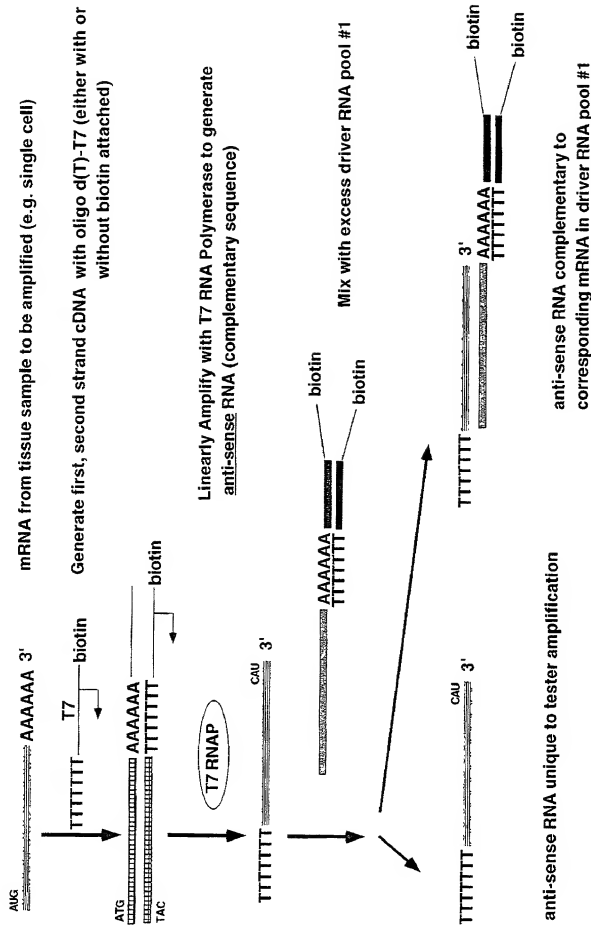 AUG
AAAAAA 3'
mRNA from tissue sample to be amplified (e.g. single cell)
T7
TTTTTTT
biotin
Generate first, second strand cDNA with oligo d(T)-T7 (either with or
without biotin attached)
ATG
AAAAAA
TTTTTTT
TAC
biotin
T7 RNAP
Linearly Amplify with T7 RNA Polymerase to generate
anti-sense RNA (complementary sequence)
CAU
TTTTTTT
3'
biotin
AAAAAA
TTTTTTT
biotin
Mix with excess driver RNA pool #1
CAU
TTTTTTT
3'
anti-sense RNA unique to tester amplification
TTTTTTT
3'
biotin
AAAAAA
TTTTTTT
biotin
anti-sense RNA complementary to
corresponding mRNA in driver RNA pool #1